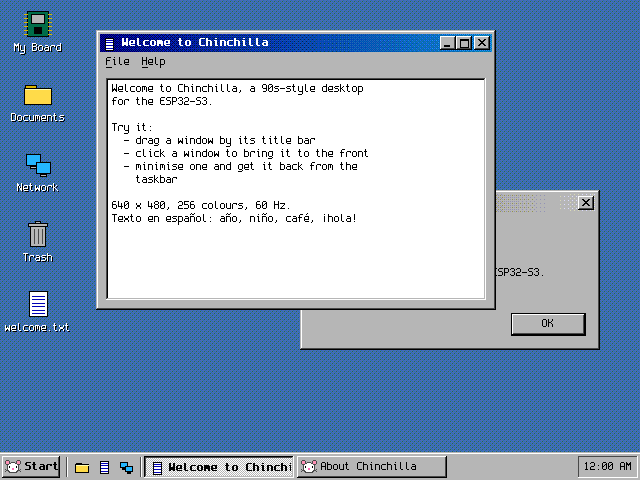 My Board
Documents
Network
Trash
welcome.txt
Welcome to Chinchilla
File Help
Welcome to Chinchilla, a 90s-style desktop
for the ESP32-S3.
Try it:
- drag a window by its title bar
- click a window to bring it to the front
- minimise one and get it back from the
taskbar
640 x 480, 256 colours, 60 Hz.
Texto en español: año, niño, café, ¡hola!
ESP32-S3.
OK
Start
Welcome to Chinchi
About Chinchilla
12:00 AM